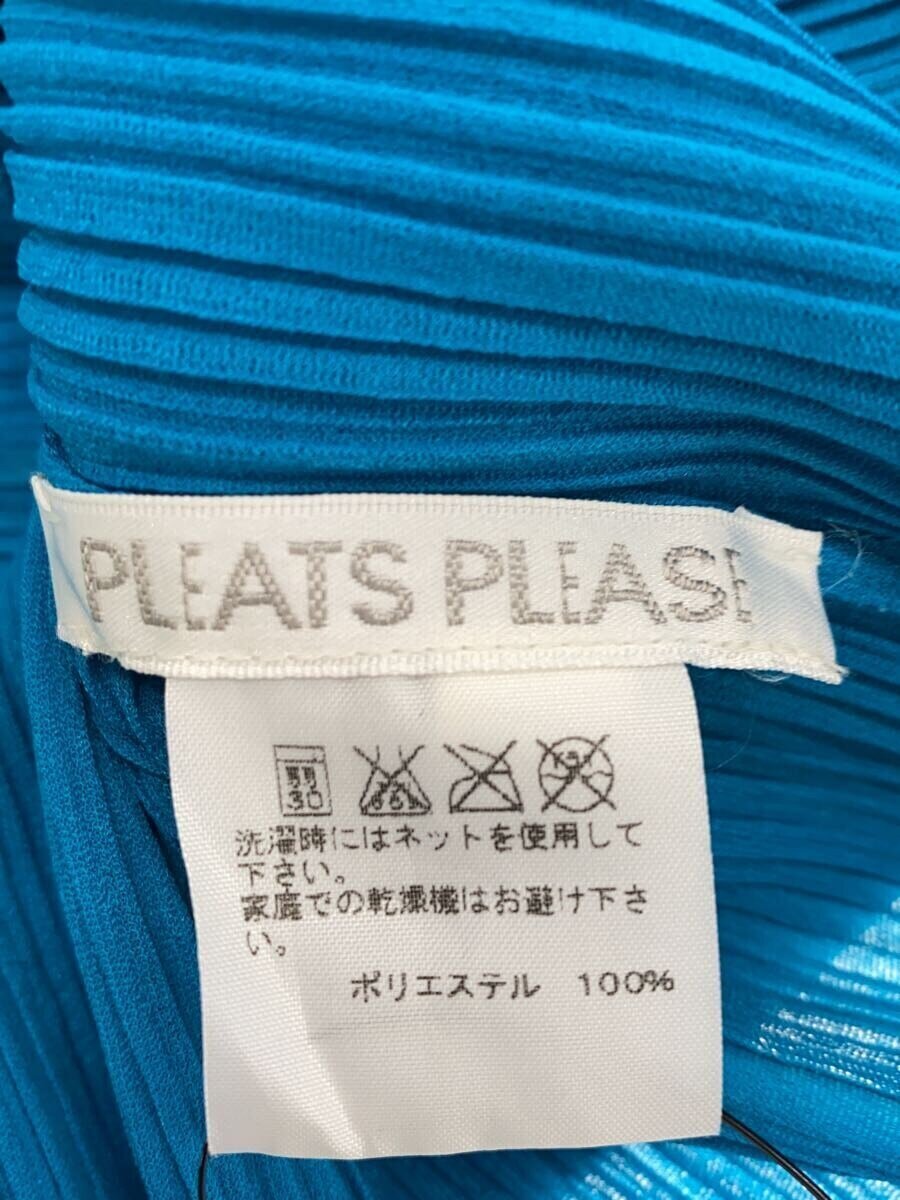 PLEATS PLEASE
弱
30
洗濯時にはネットを使用して
下さい。
家庭での乾燥機はお避け下さ
い。
ポリエステル 100%